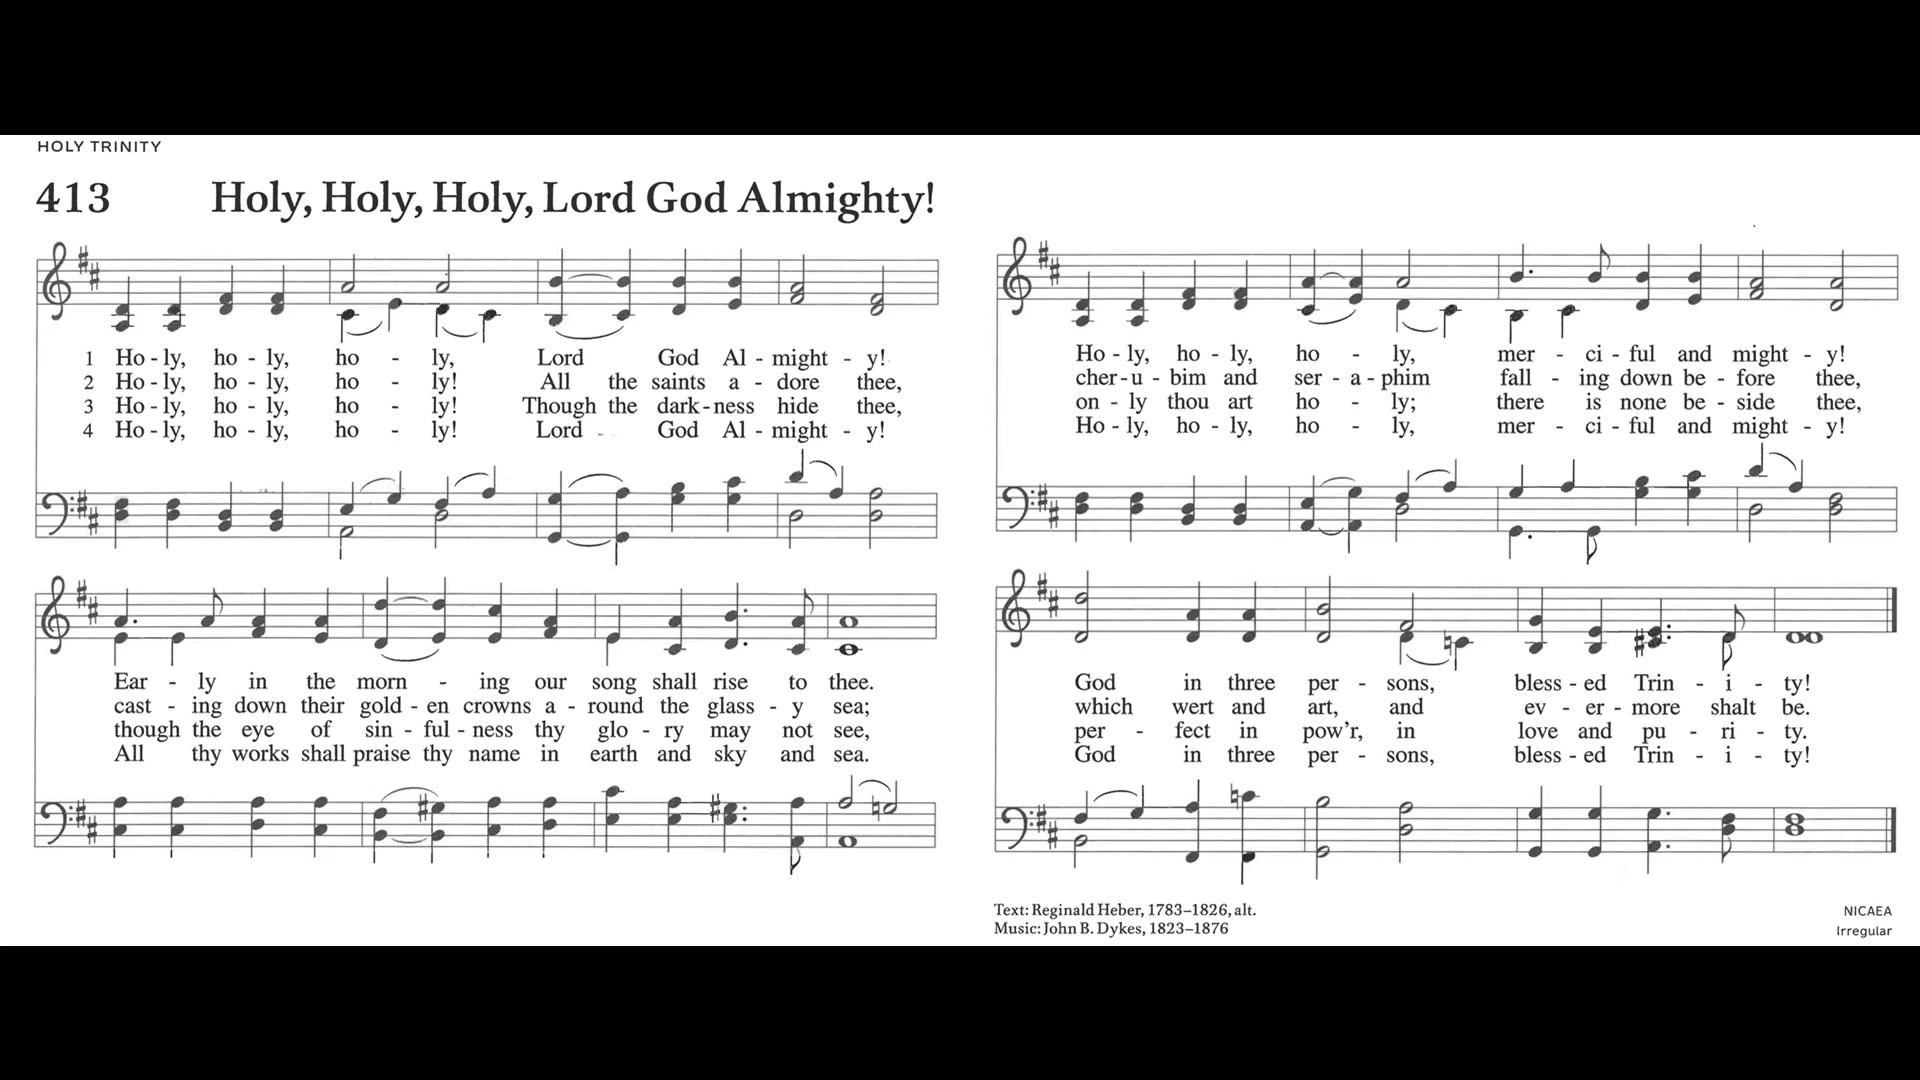 HOLY TRINITY
413 Holy, Holy, Holy, Lord God Almighty!
1 Ho - ly, ho - ly, ho - ly, Lord God Al - might - y!
2 Ho - ly, ho - ly, ho - ly! All the saints a - dore thee,
3 Ho - ly, ho - ly, ho - ly! Though the dark - ness hide thee,
4 Ho - ly, ho - ly, ho - ly! Lord God Al - might - y!
Ear - ly in the morn - ing our song shall rise to thee.
cast - ing down their gold - en crowns a - round the glass - y sea;
though the eye of sin - ful - ness thy glo - ry may not see,
All thy works shall praise thy name in earth and sky and sea.
Ho - ly, ho - ly, ho - ly, mer - ci - ful and might - y!
cher - u - bim and ser - a - phim fall - ing down be - fore thee,
on - ly thou art ho - ly; there is none be - side thee,
Ho - ly, ho - ly, ho - ly, mer - ci - ful and might - y!
God in three per - sons, bless - ed Trin - i - ty!
which wert and art, and ev - er - more shalt be.
per - fect in pow'r, in love and pu - ri - ty.
God in three per - sons, bless - ed Trin - i - ty!
Text: Reginald Heber, 1783–1826, alt.
Music: John B. Dykes, 1823–1876
NICAEA
Irregular